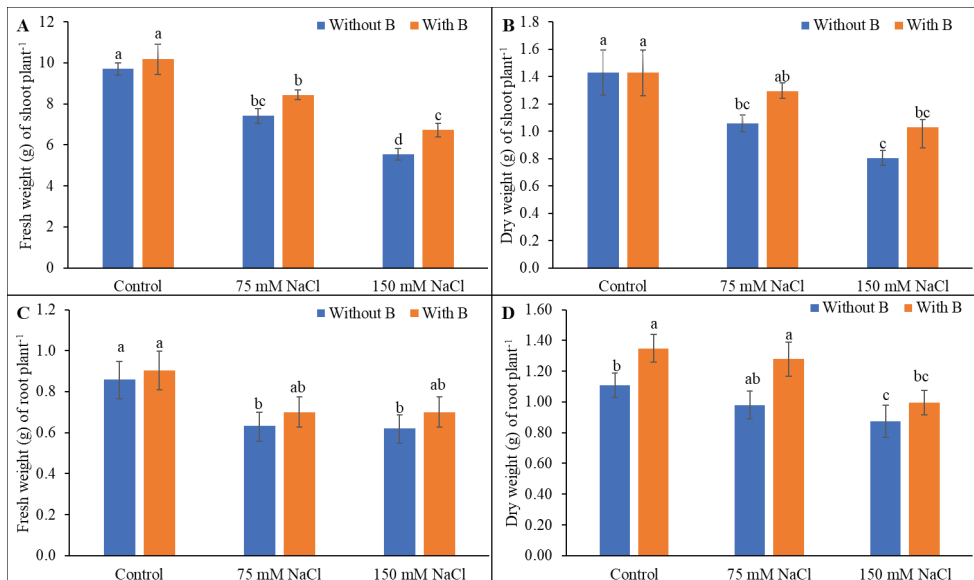 A
Without B With B
Fresh weight (g) of shoot plant⁻¹
12
10
8
6
4
2
0
a
a
bc
b
d
c
Control
75 mM NaCl
150 mM NaCl
B
Without B With B
Dry weight (g) of shoot plant⁻¹
1.8
1.6
1.4
1.2
1.0
0.8
0.6
0.4
0.2
0.0
a
a
bc
ab
c
bc
Control
75 mM NaCl
150 mM NaCl
C
Without B With B
Fresh weight (g) of root plant⁻¹
1.2
1.0
0.8
0.6
0.4
0.2
0.0
a
a
b
ab
b
ab
Control
75 mM NaCl
150 mM NaCl
D
Without B With B
Dry weight (g) of root plant⁻¹
1.60
1.40
1.20
1.00
0.80
0.60
0.40
0.20
0.00
b
a
ab
a
c
bc
Control
75 mM NaCl
150 mM NaCl